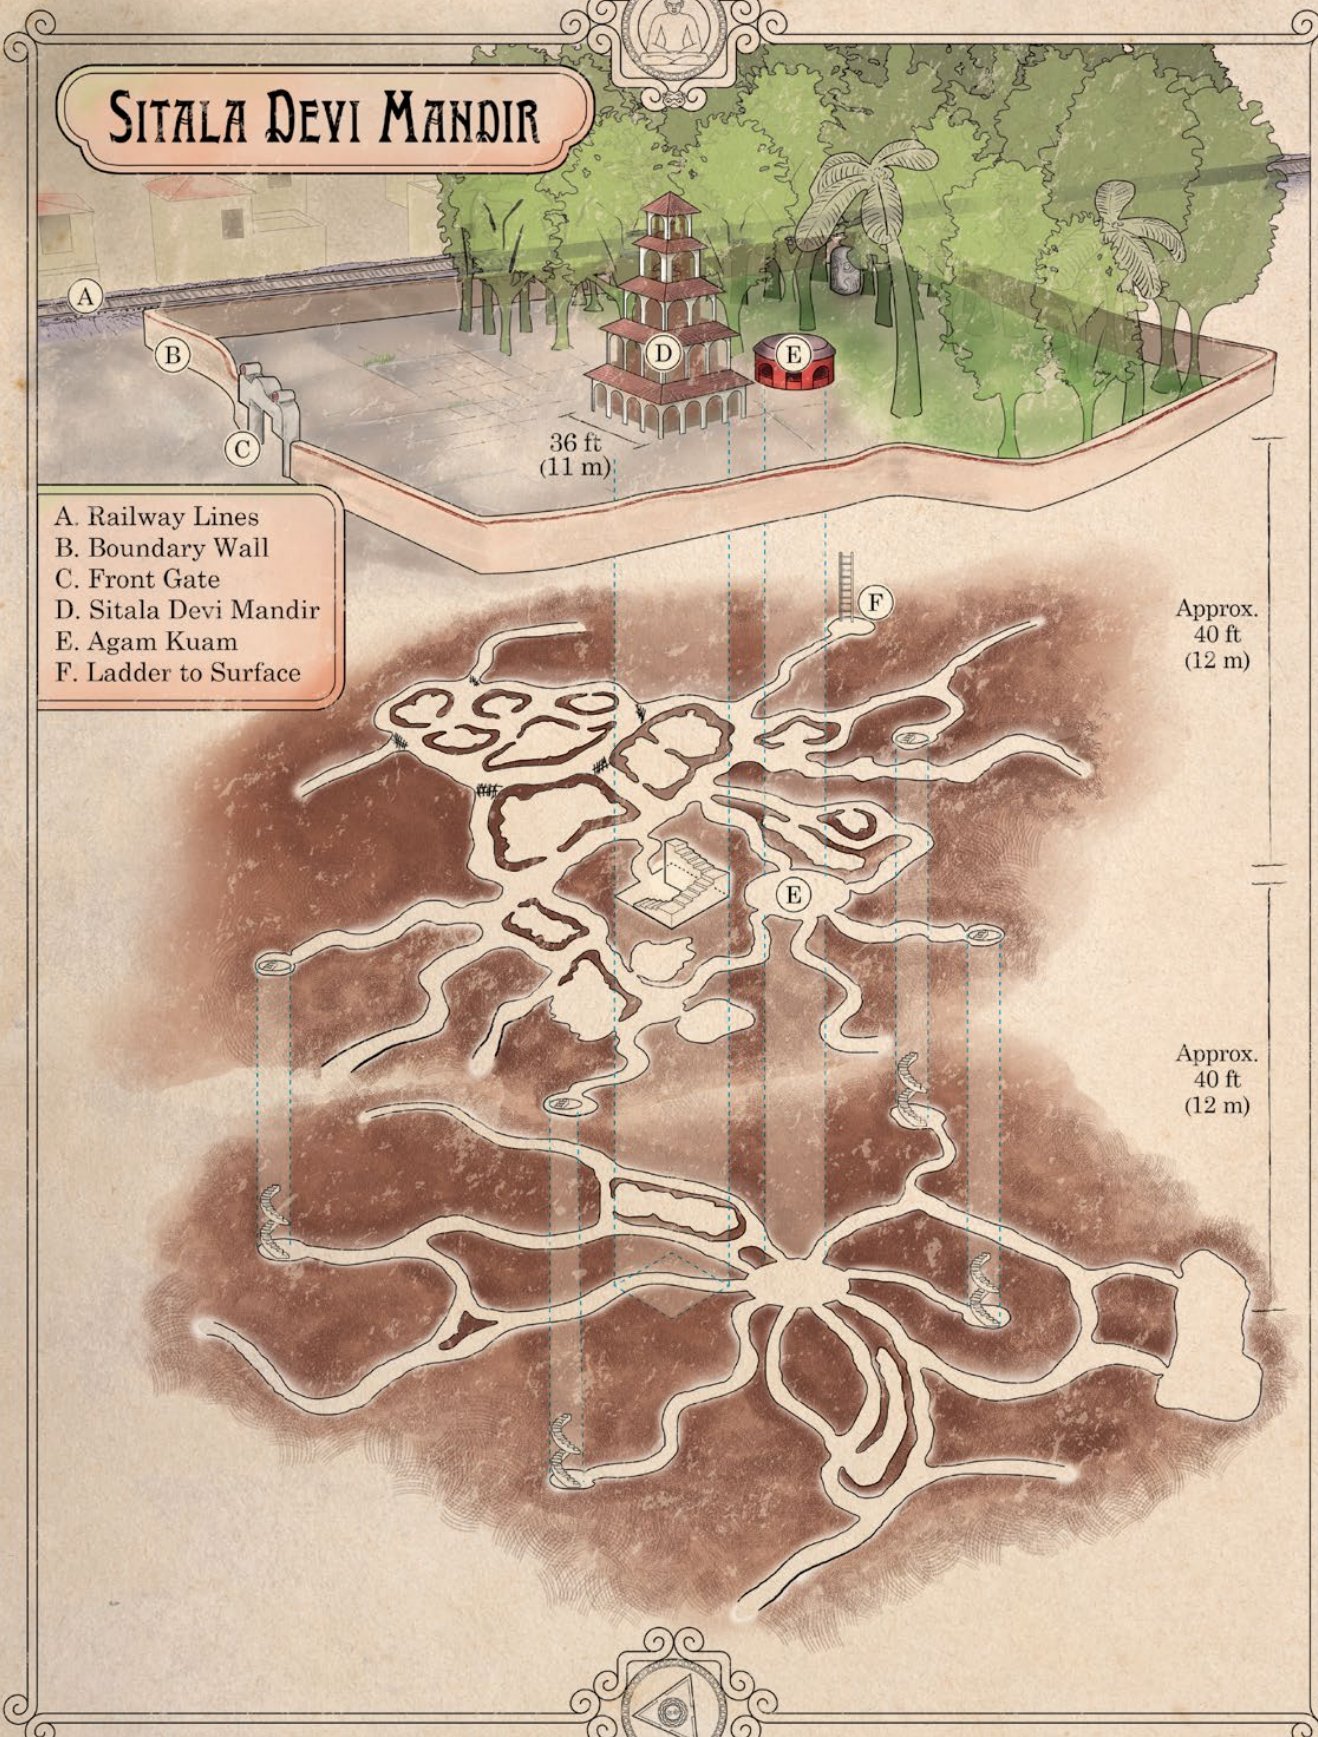 SITALA DEVI MANDIR
A
B
C
D
E
36 ft
(11 m)
A. Railway Lines
B. Boundary Wall
C. Front Gate
D. Sitala Devi Mandir
E. Agam Kuam
F. Ladder to Surface
F
Approx.
40 ft
(12 m)
E
Approx.
40 ft
(12 m)